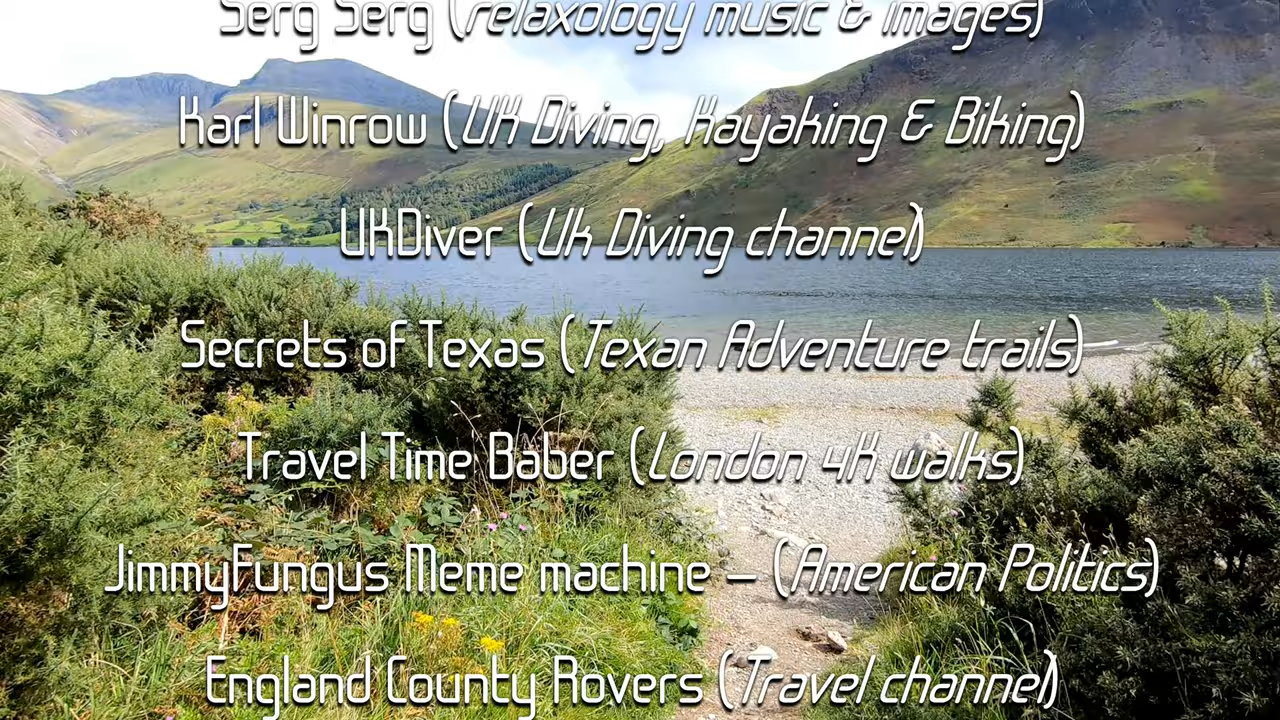 Serg Serg (relaxology music & images)
Karl Winrow (UK Diving, Kayaking & Biking)
UKDiver (Uk Diving channel)
Secrets of Texas (Texan Adventure trails)
Travel Time Baber (London 4K walks)
JimmyFungus Meme machine – (American Politics)
England County Rovers (Travel channel)